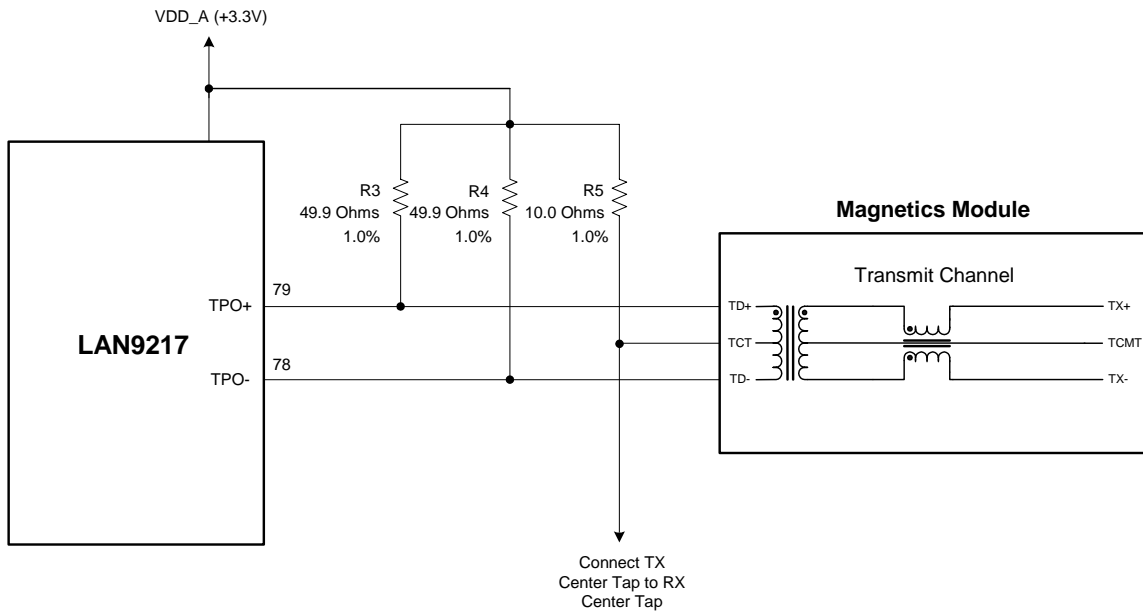 VDD_A (+3.3V)
R3
49.9 Ohms
1.0%
R4
49.9 Ohms
1.0%
R5
10.0 Ohms
1.0%
Magnetics Module
Transmit Channel
LAN9217
TPO+
79
TPO-
78
TD+
TCT
TD-
TX+
TCMT
TX-
Connect TX
Center Tap to RX
Center Tap